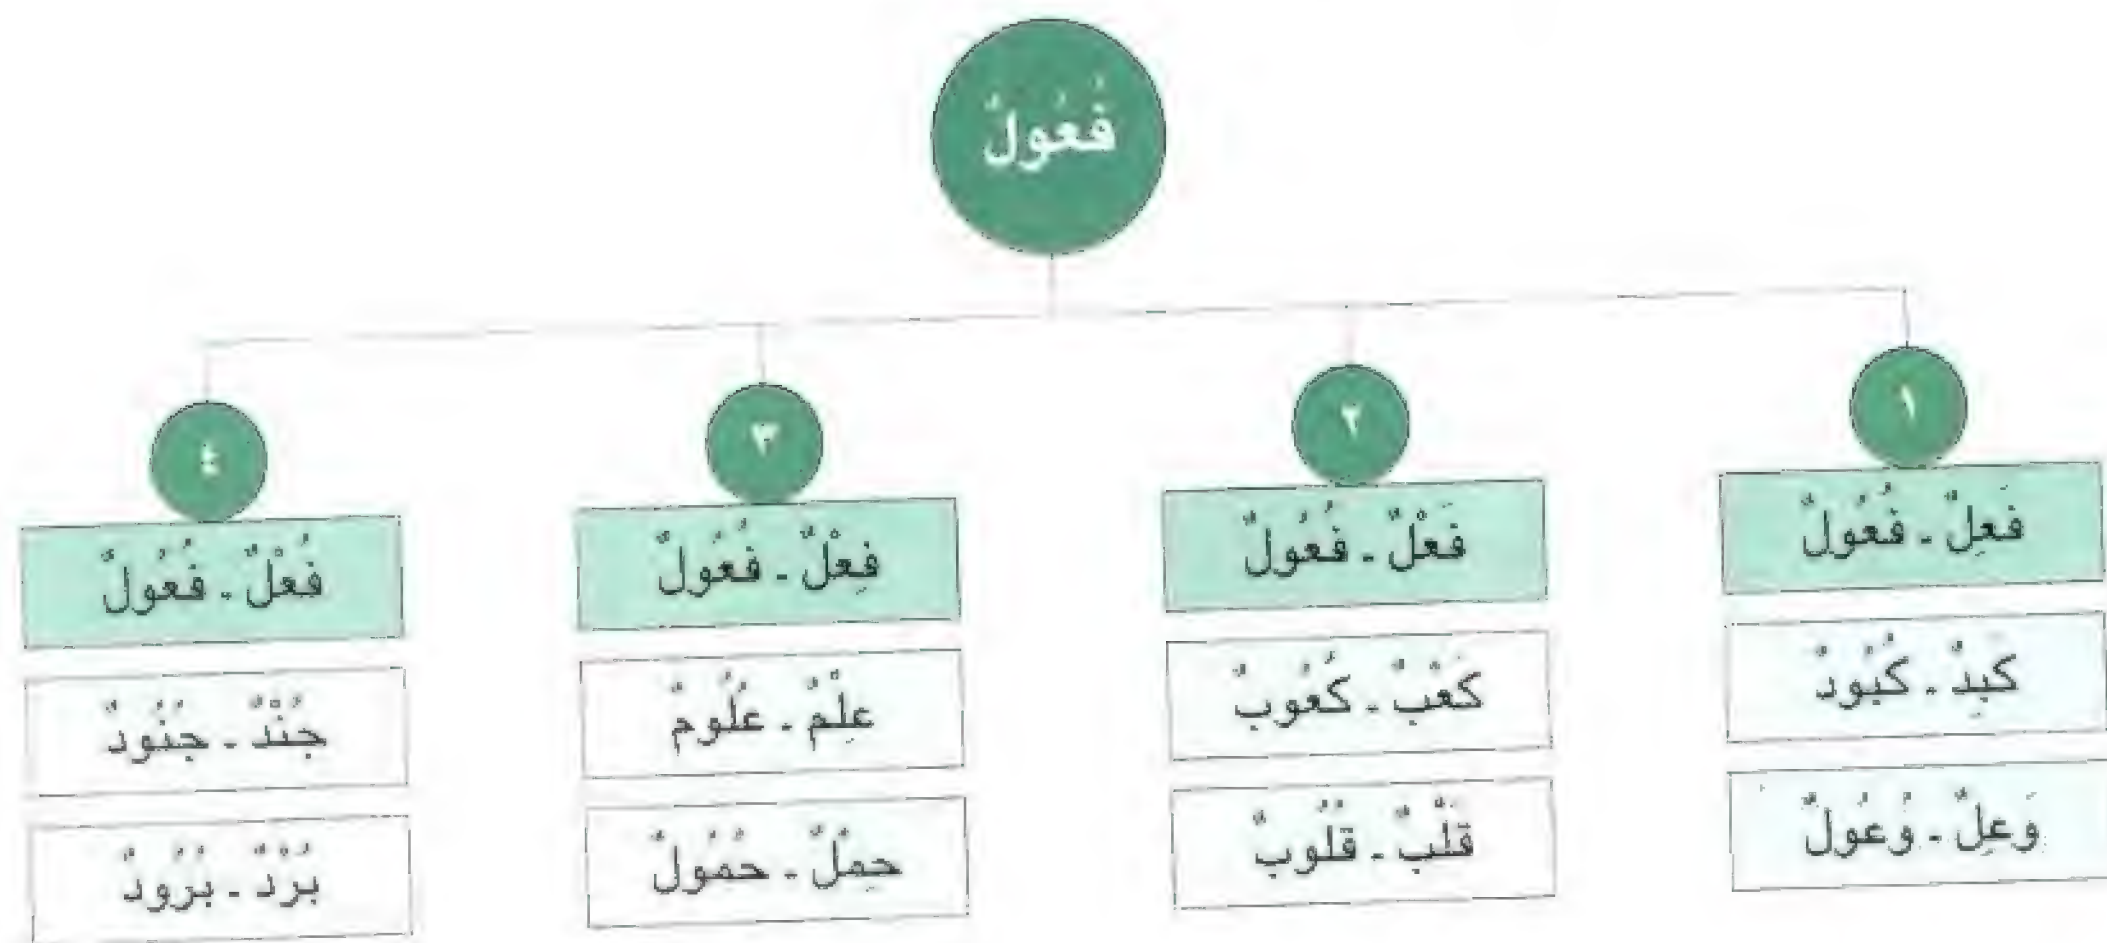 فُعُولٌ
١
فَعِلٌ - فُعُولٌ
كَبِدٌ - كُبُودٌ
وَعِلٌ - وُعُولٌ
٢
فَعْلٌ - فُعُولٌ
كَعْبٌ - كُعُوبٌ
قَلْبٌ - قُلُوبٌ
٣
فِعْلٌ - فُعُولٌ
عِلْمٌ - عُلُومٌ
حِمْلٌ - حُمُولٌ
٤
فُعْلٌ - فُعُولٌ
جُنْدٌ - جُنُودٌ
بُرْدٌ - بُرُودٌ